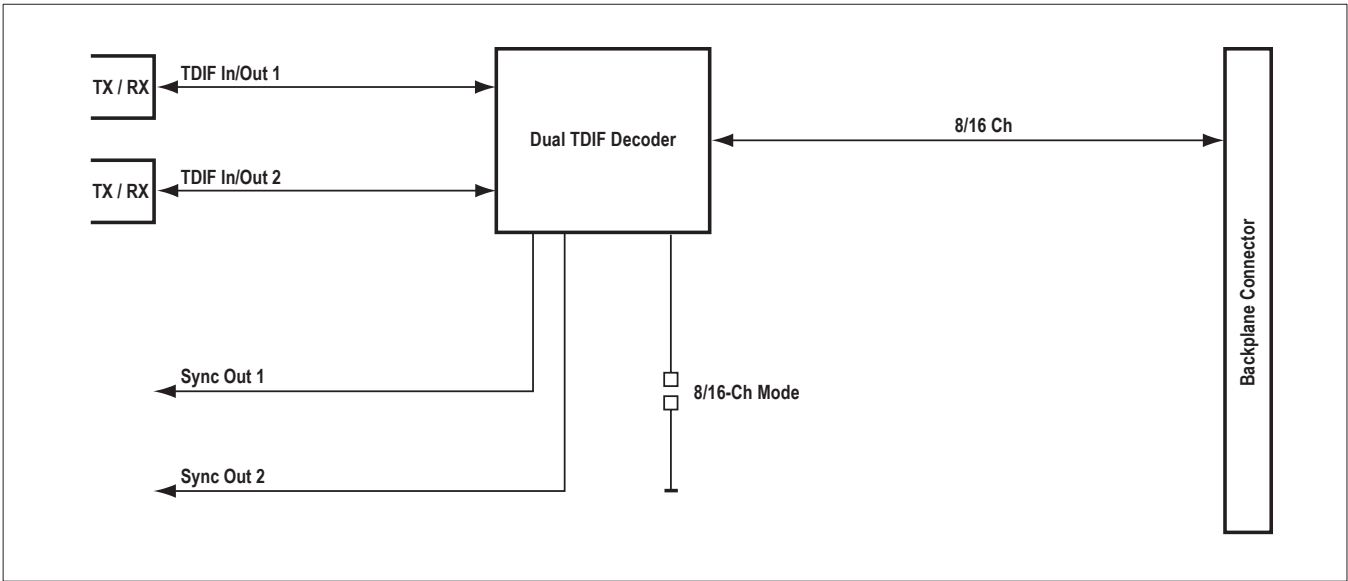 TX / RX
TDIF In/Out 1
Dual TDIF Decoder
8/16 Ch
TX / RX
TDIF In/Out 2
Backplane Connector
Sync Out 1
8/16-Ch Mode
Sync Out 2